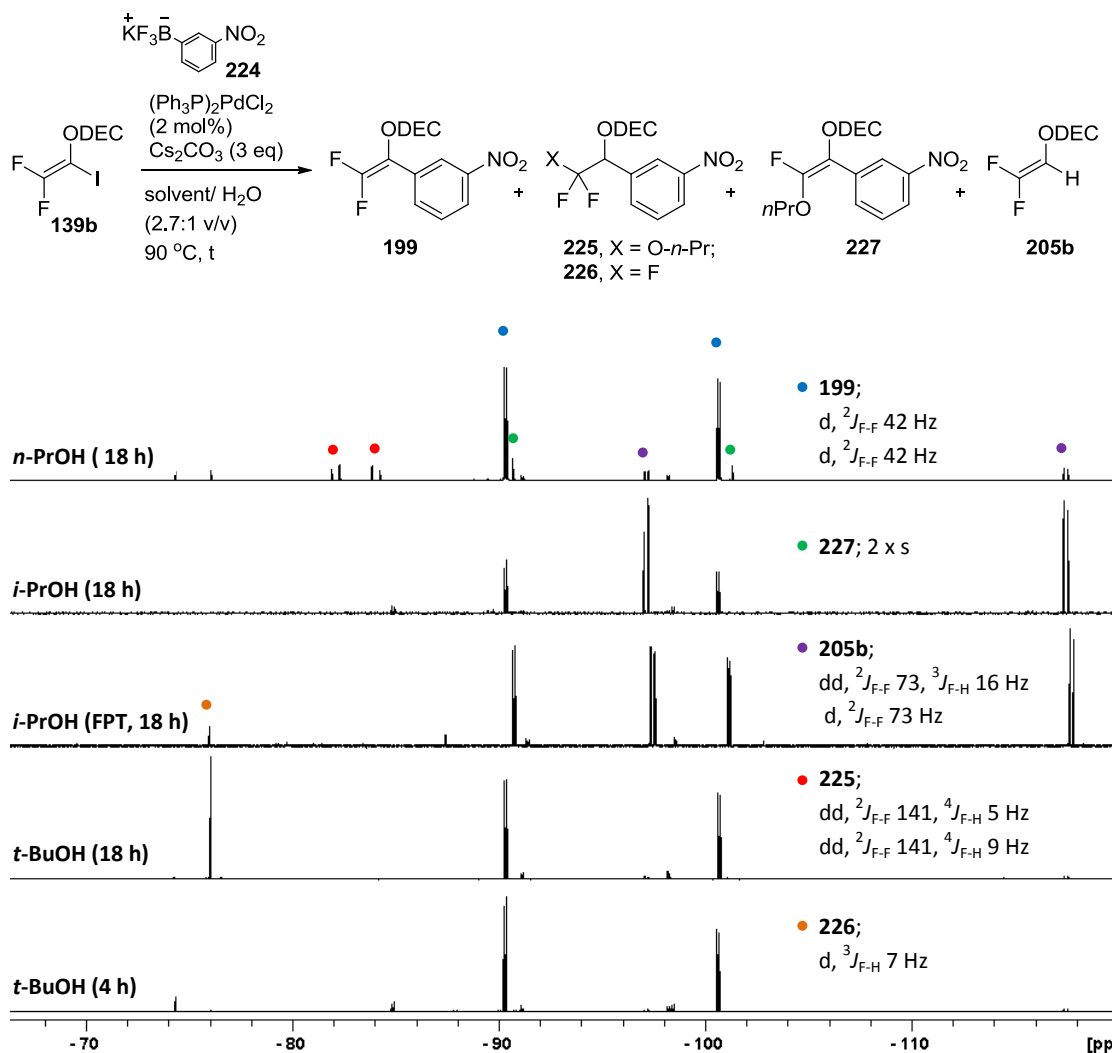 + −
KF3B NO2
224
(Ph3P)2PdCl2
(2 mol%)
Cs2CO3 (3 eq)
solvent/ H2O
(2.7:1 v/v)
90 °C, t
ODEC
F
I
F
139b
ODEC
F
NO2
F
199
+
ODEC
X
NO2
F F
225, X = O-n-Pr;
226, X = F
+
ODEC
F
NO2
nPrO
227
+
ODEC
F
H
F
205b
n-PrOH ( 18 h)
199;
d, 2JF-F 42 Hz
d, 2JF-F 42 Hz
i-PrOH (18 h)
227; 2 x s
i-PrOH (FPT, 18 h)
205b;
dd, 2JF-F 73, 3JF-H 16 Hz
d, 2JF-F 73 Hz
t-BuOH (18 h)
225;
dd, 2JF-F 141, 4JF-H 5 Hz
dd, 2JF-F 141, 4JF-H 9 Hz
t-BuOH (4 h)
226;
d, 3JF-H 7 Hz
- 70 - 80 - 90 - 100 - 110 [pp